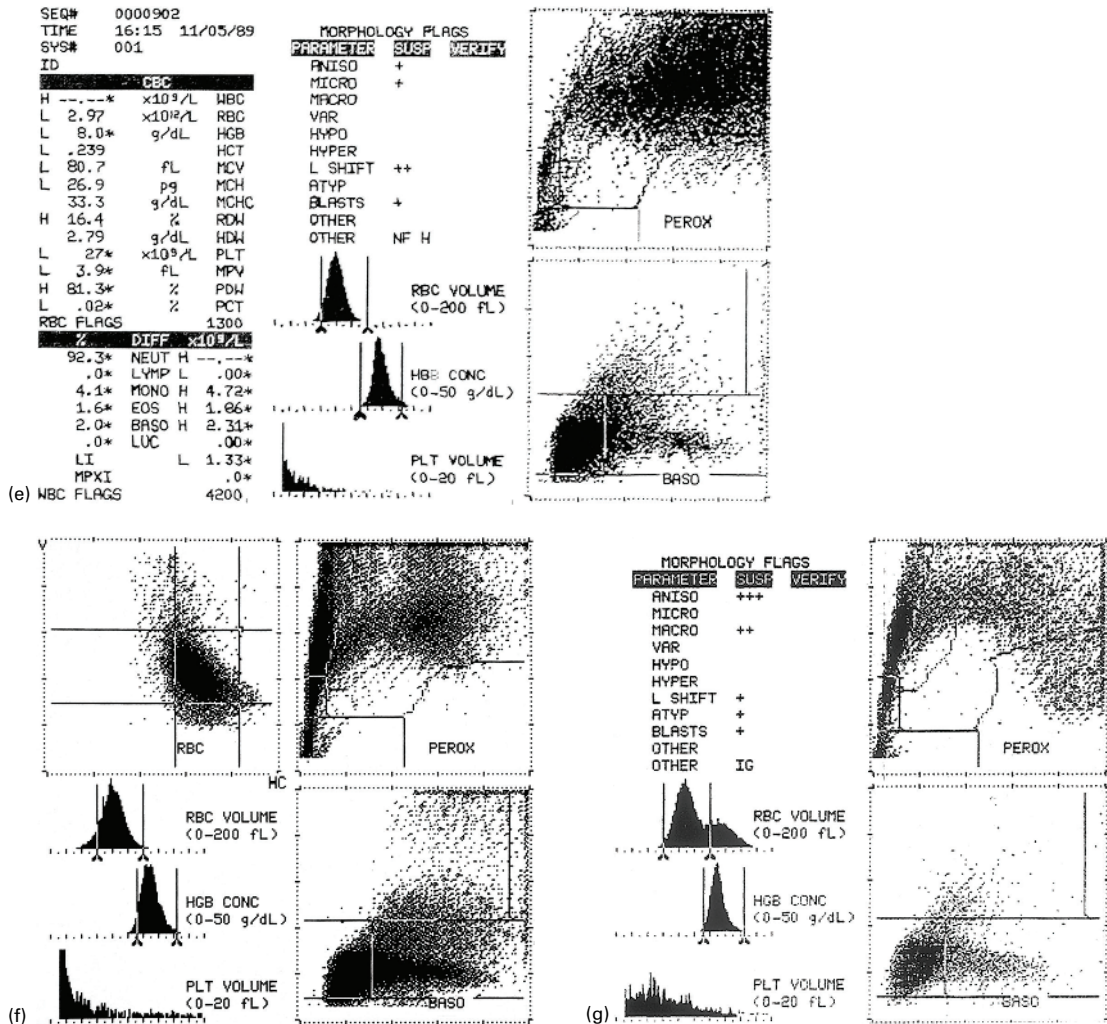 SEQ# 0000902
TIME 16:15 11/05/89
SYS# 001
ID
CBC
H --.--* x10⁹/L WBC
L 2.97 x10¹²/L RBC
L 8.0* g/dL HGB
L .239 HCT
L 80.7 fL MCV
L 26.9 pg MCH
33.3 g/dL MCHC
H 16.4 % RDW
2.79 g/dL HDW
L 27* x10⁹/L PLT
L 3.9* fL MPV
H 81.3* % PDW
L .02* % PCT
RBC FLAGS 1300
% DIFF x10⁹/L
92.3* NEUT H --.--*
.0* LYMP L .00*
4.1* MONO H 4.72*
1.6* EOS H 1.86*
2.0* BASO H 2.31*
.0* LUC .00*
LI L 1.33*
MPXI .0*
WBC FLAGS 4200
(e)
MORPHOLOGY FLAGS
PARAMETER SUSP VERIFY
ANISO +
MICRO +
MACRO
VAR
HYPO
HYPER
L SHIFT ++
ATYP
BLASTS +
OTHER
OTHER NF H
RBC VOLUME
(0-200 fL)
HGB CONC
(0-50 g/dL)
PLT VOLUME
(0-20 fL)
PEROX
BASO
V
RBC
HC
PEROX
RBC VOLUME
(0-200 fL)
HGB CONC
(0-50 g/dL)
PLT VOLUME
(0-20 fL)
BASO
(f)
MORPHOLOGY FLAGS
PARAMETER SUSP VERIFY
ANISO +++
MICRO
MACRO ++
VAR
HYPO
HYPER
L SHIFT +
ATYP +
BLASTS +
OTHER
OTHER IG
PEROX
RBC VOLUME
(0-200 fL)
HGB CONC
(0-50 g/dL)
PLT VOLUME
(0-20 fL)
BASO
(g)